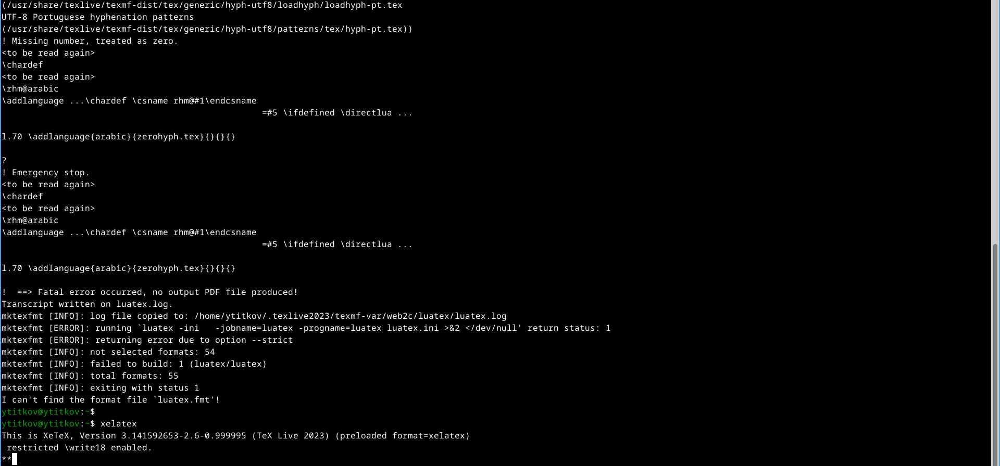 (/usr/share/texlive/texmf-dist/tex/generic/hyph-utf8/loadhyph/loadhyph-pt.tex
UTF-8 Portuguese hyphenation patterns
(/usr/share/texlive/texmf-dist/tex/generic/hyph-utf8/patterns/tex/hyph-pt.tex))
! Missing number, treated as zero.
<to be read again>
\chardef
<to be read again>
\rhm@arabic
\addlanguage ...\chardef \csname rhm@#1\endcsname
=#5 \ifdefined \directlua ...
l.70 \addlanguage{arabic}{zerohyph.tex}{}{}{}
?
! Emergency stop.
<to be read again>
\chardef
<to be read again>
\rhm@arabic
\addlanguage ...\chardef \csname rhm@#1\endcsname
=#5 \ifdefined \directlua ...
l.70 \addlanguage{arabic}{zerohyph.tex}{}{}{}
!  ==> Fatal error occurred, no output PDF file produced!
Transcript written on luatex.log.
mktexfmt [INFO]: log file copied to: /home/ytitkov/.texlive2023/texmf-var/web2c/luatex/luatex.log
mktexfmt [ERROR]: running `luatex -ini   -jobname=luatex -progname=luatex luatex.ini >&2 </dev/null' return status: 1
mktexfmt [ERROR]: returning error due to option --strict
mktexfmt [INFO]: not selected formats: 54
mktexfmt [INFO]: failed to build: 1 (luatex/luatex)
mktexfmt [INFO]: total formats: 55
mktexfmt [INFO]: exiting with status 1
I can't find the format file `luatex.fmt'!
ytitkov@ytitkov:~$
ytitkov@ytitkov:~$ xelatex
This is XeTeX, Version 3.141592653-2.6-0.999995 (TeX Live 2023) (preloaded format=xelatex)
 restricted \write18 enabled.
**